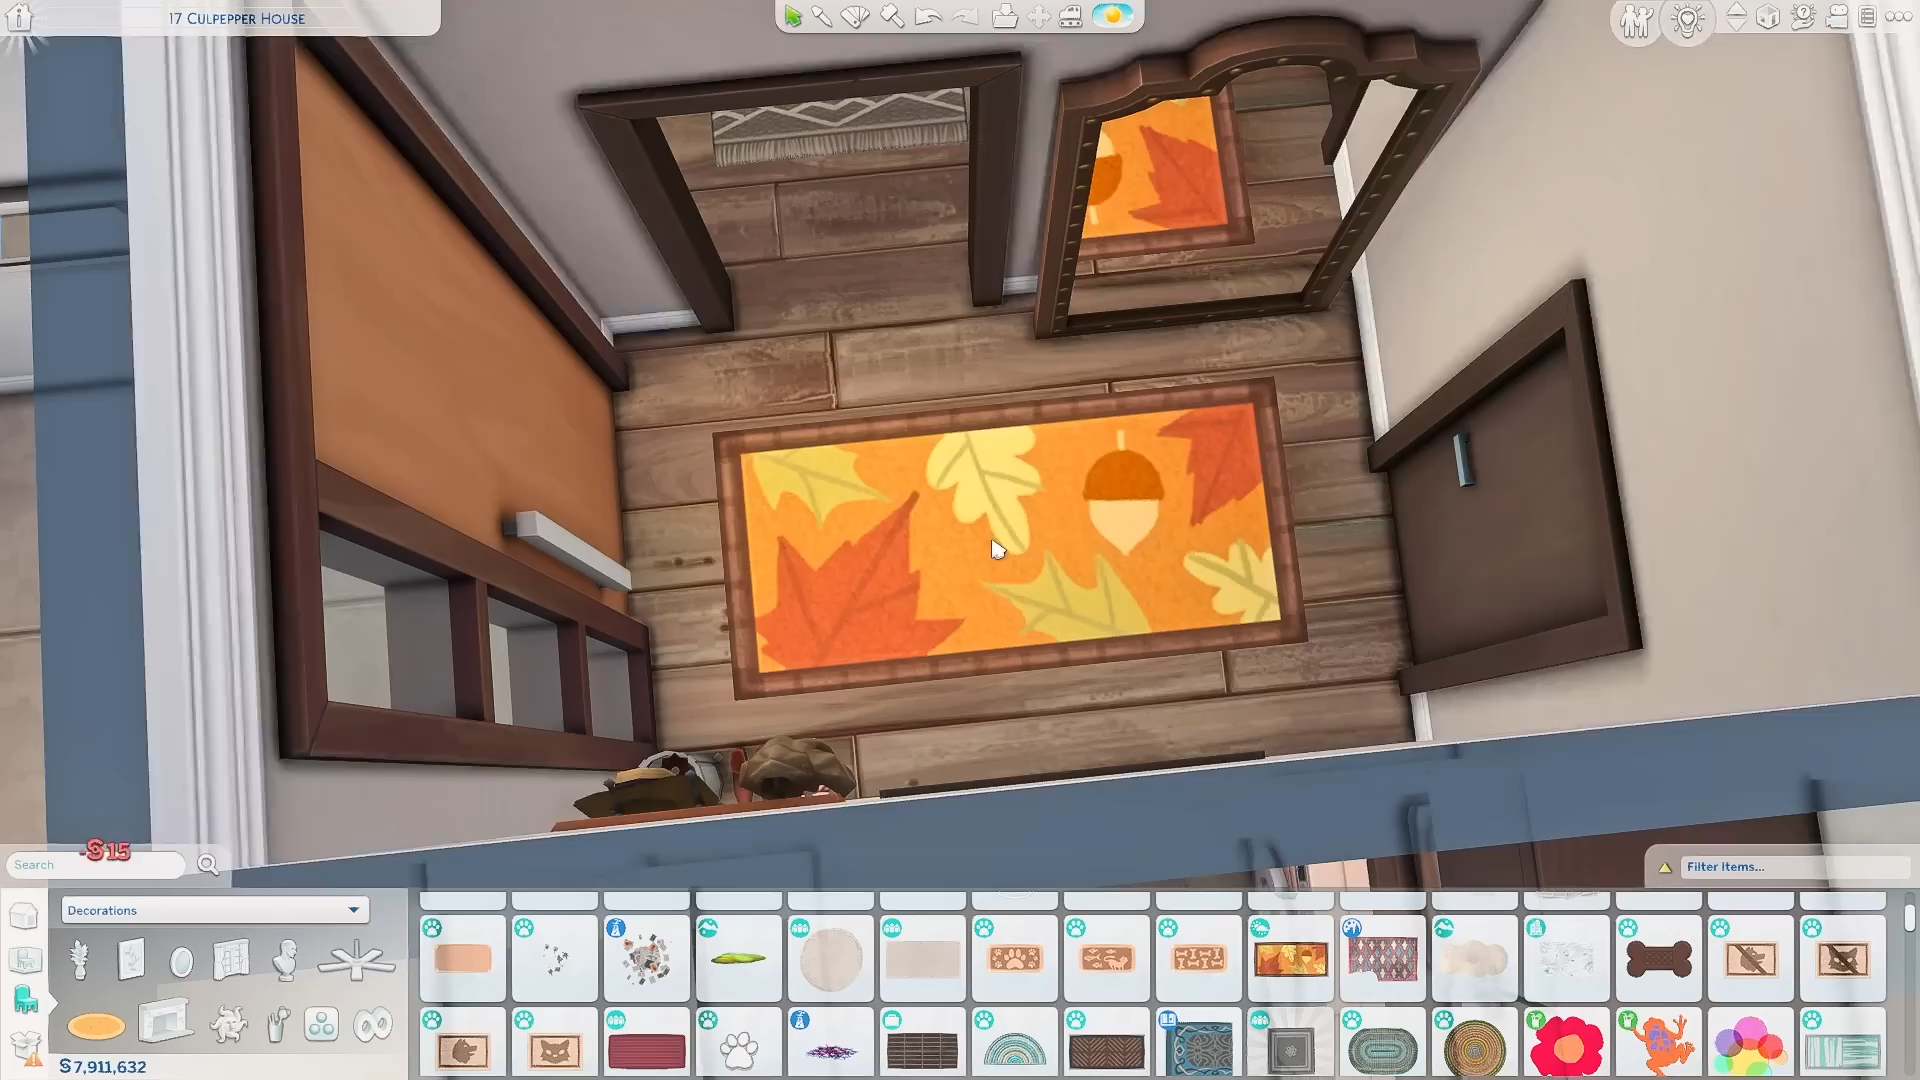 17 Culpepper House
Search
-§15
Filter Items...
Decorations
§7,911,632